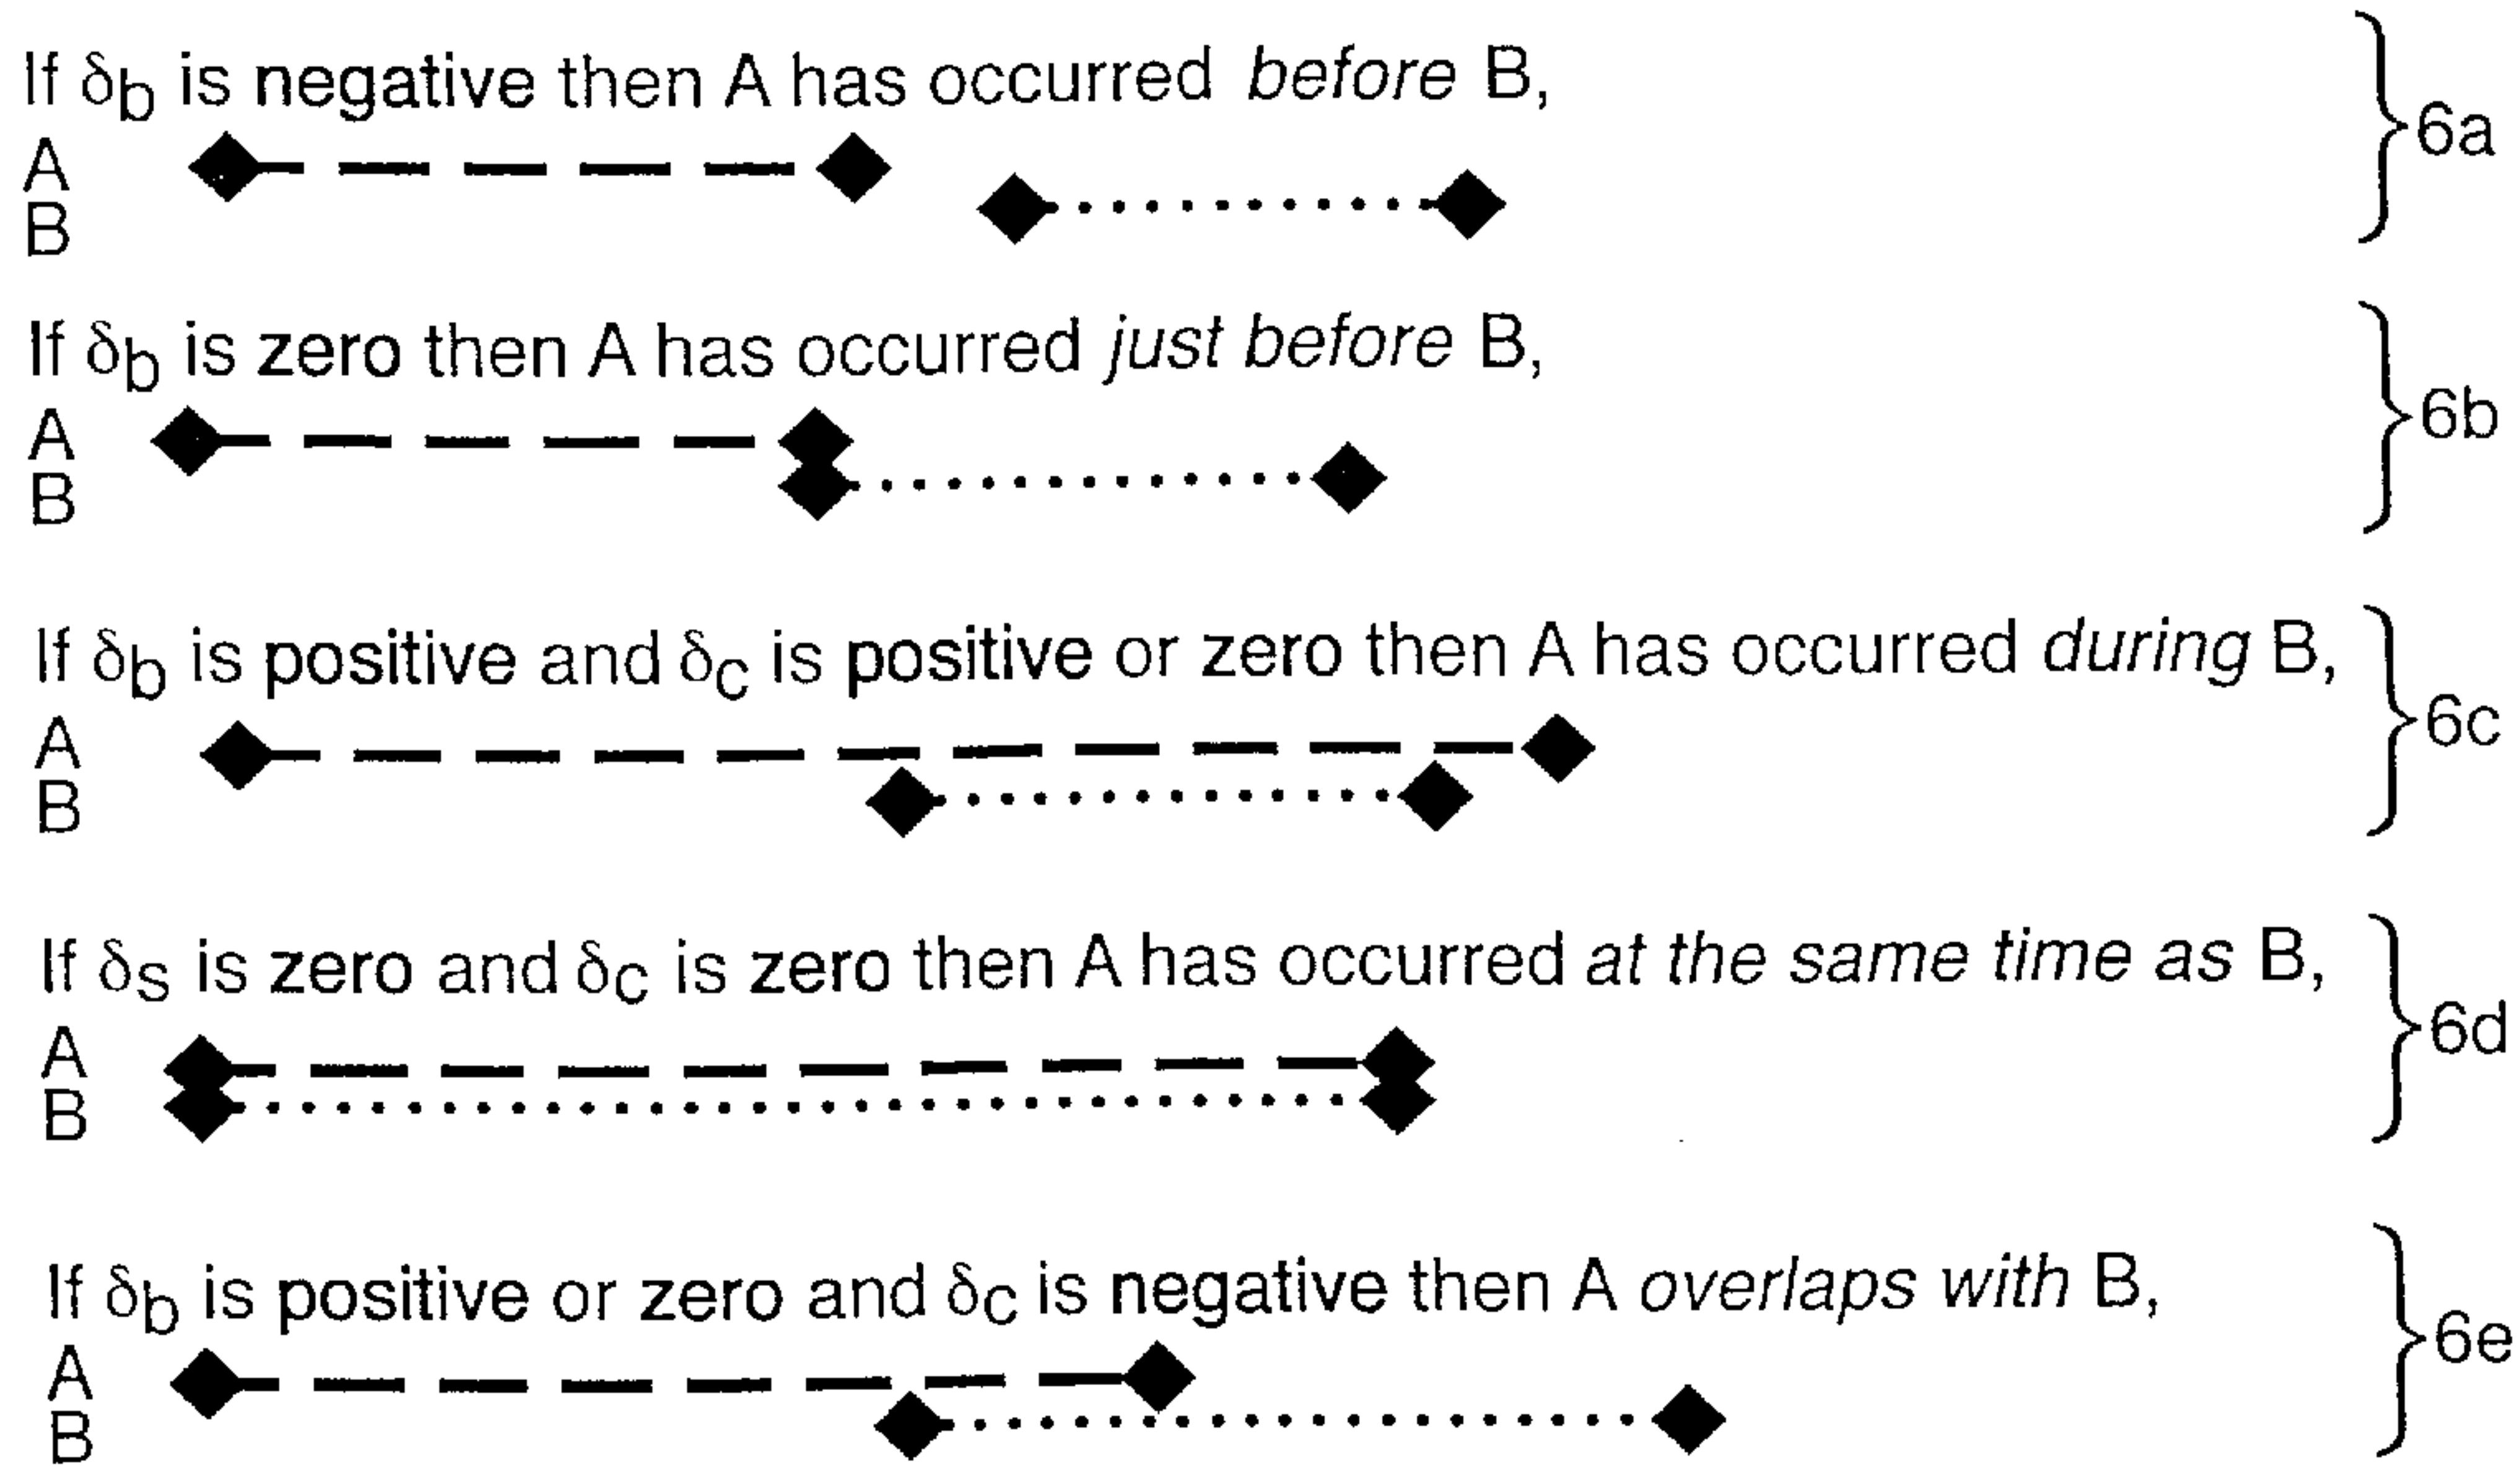 If δb is negative then A has occurred before B,
6a
A
B
If δb is zero then A has occurred just before B,
6b
A
B
If δb is positive and δc is positive or zero then A has occurred during B,
6c
A
B
If δs is zero and δc is zero then A has occurred at the same time as B,
6d
A
B
If δb is positive or zero and δc is negative then A overlaps with B,
6e
A
B